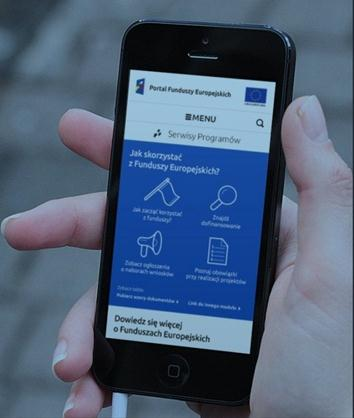 Portal Funduszy Europejskich
MENU
Serwisy Programów
Jak skorzystać
z Funduszy Europejskich?
Jak zacząć korzystać
z funduszy?
Znajdź
dofinansowanie
Zobacz ogłoszenia
o naborach wniosków
Poznaj obowiązki
przy realizacji projektów
Zobacz także:
Pobierz wzory dokumentów
Link do innego modułu
Dowiedz się więcej
o Funduszach Europejskich